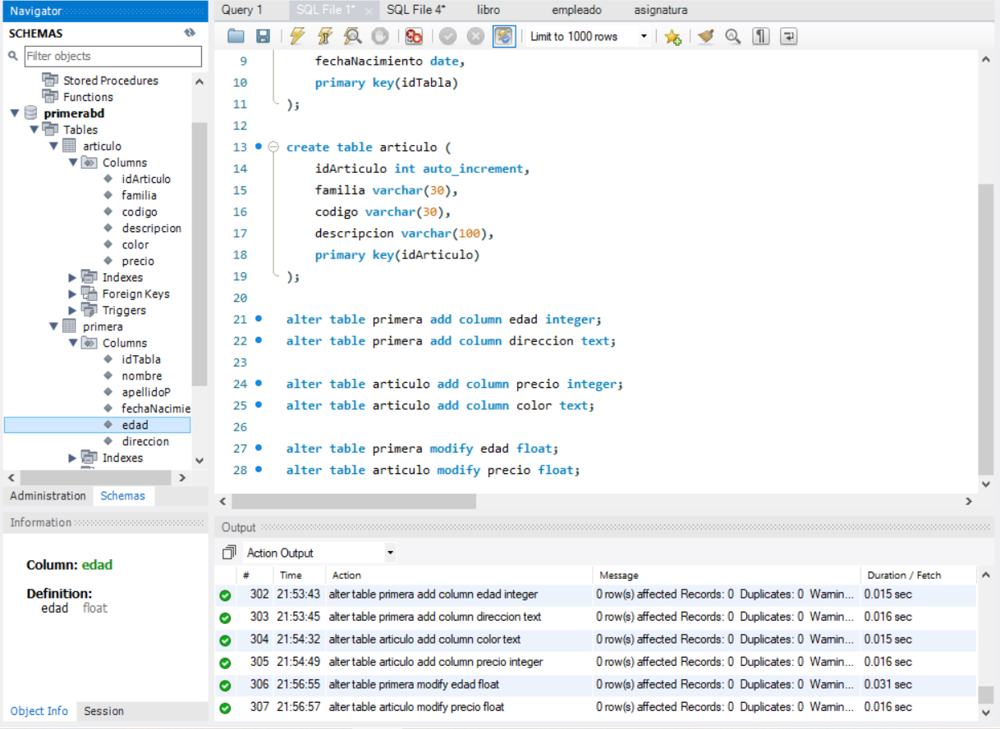 Navigator
SCHEMAS
Filter objects
Stored Procedures
Functions
primerabd
Tables
articulo
Columns
idArticulo
familia
codigo
descripcion
color
precio
Indexes
Foreign Keys
Triggers
primera
Columns
idTabla
nombre
apellidoP
fechaNacimie
edad
direccion
Indexes
Administration Schemas
Information
Column: edad
Definition:
edad float
Object Info Session
Query 1 SQL File 1* SQL File 4* libro empleado asignatura
Limit to 1000 rows
9 fechaNacimiento date,
10 primary key(idTabla)
11 );
12
13 create table articulo (
14 idArticulo int auto_increment,
15 familia varchar(30),
16 codigo varchar(30),
17 descripcion varchar(100),
18 primary key(idArticulo)
19 );
20
21 alter table primera add column edad integer;
22 alter table primera add column direccion text;
23
24 alter table articulo add column precio integer;
25 alter table articulo add column color text;
26
27 alter table primera modify edad float;
28 alter table articulo modify precio float;
Output
Action Output
# Time Action Message Duration / Fetch
302 21:53:43 alter table primera add column edad integer 0 row(s) affected Records: 0 Duplicates: 0 Warnin... 0.015 sec
303 21:53:45 alter table primera add column direccion text 0 row(s) affected Records: 0 Duplicates: 0 Warnin... 0.016 sec
304 21:54:32 alter table articulo add column color text 0 row(s) affected Records: 0 Duplicates: 0 Warnin... 0.015 sec
305 21:54:49 alter table articulo add column precio integer 0 row(s) affected Records: 0 Duplicates: 0 Warnin... 0.016 sec
306 21:56:55 alter table primera modify edad float 0 row(s) affected Records: 0 Duplicates: 0 Warnin... 0.031 sec
307 21:56:57 alter table articulo modify precio float 0 row(s) affected Records: 0 Duplicates: 0 Warnin... 0.016 sec